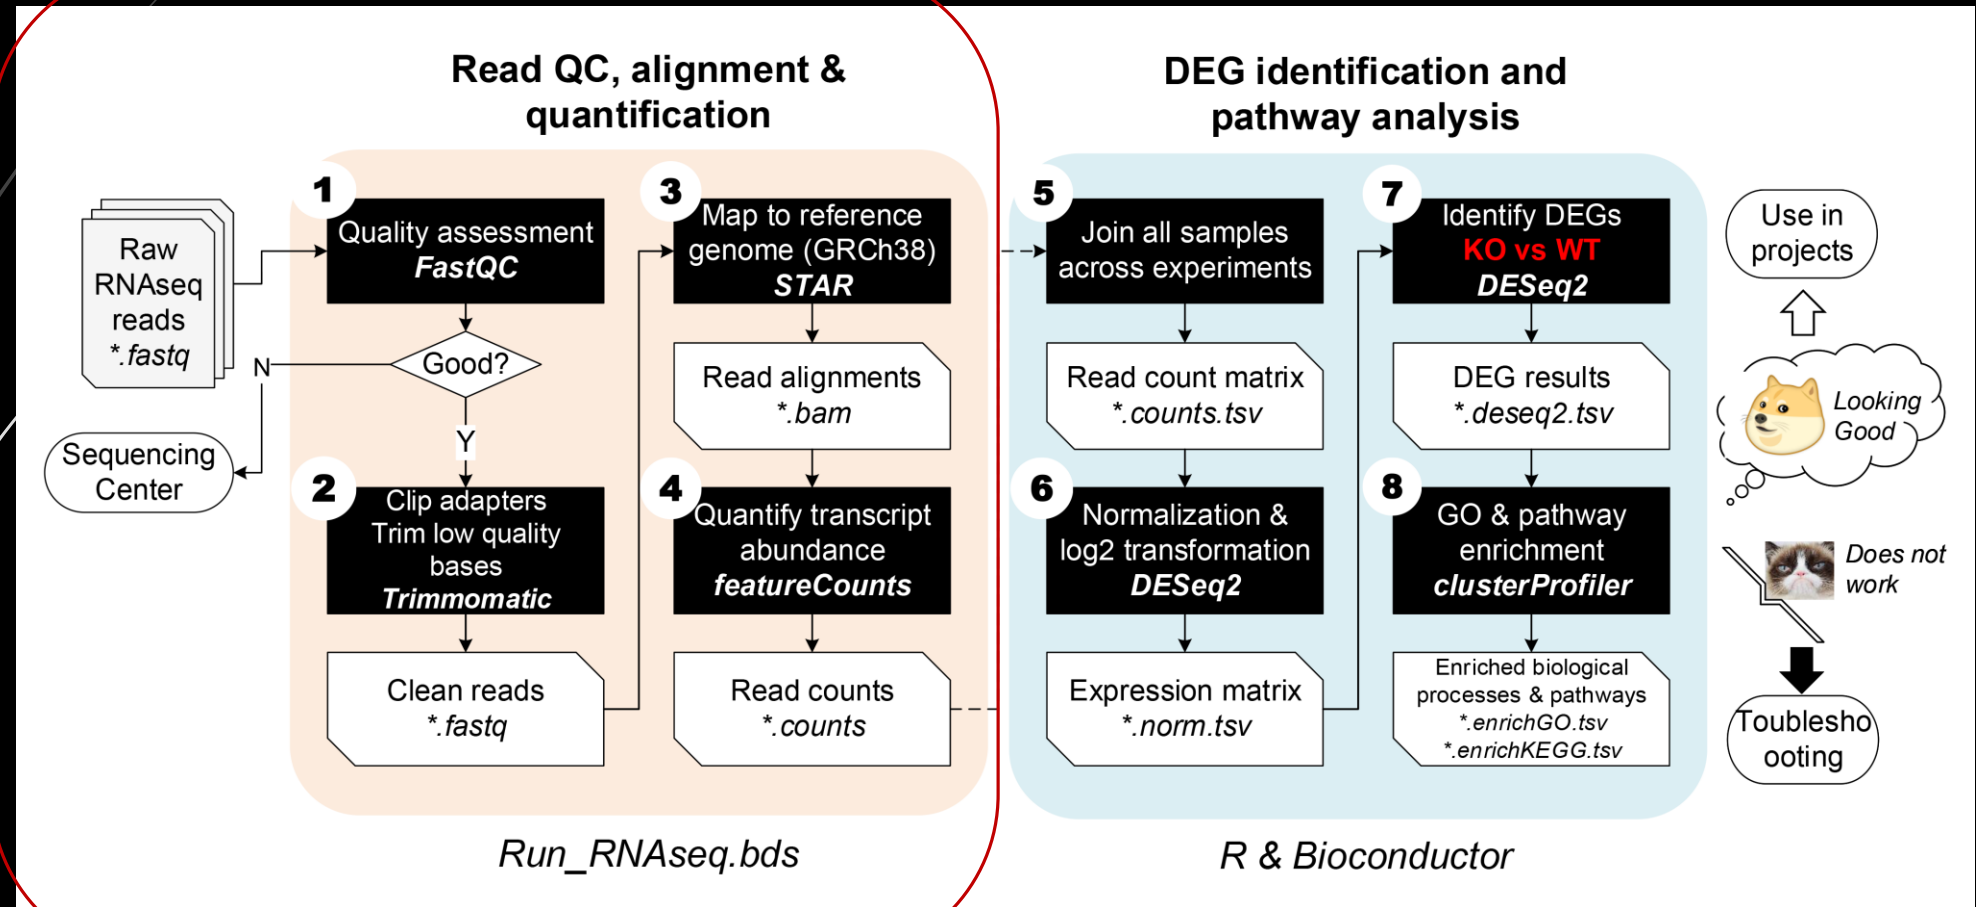 Read QC, alignment &
quantification
DEG identification and
pathway analysis
Raw
RNAseq
reads
*.fastq
1
Quality assessment
FastQC
Good?
N
Y
Sequencing
Center
2
Clip adapters
Trim low quality
bases
Trimmomatic
Clean reads
*.fastq
3
Map to reference
genome (GRCh38)
STAR
Read alignments
*.bam
4
Quantify transcript
abundance
featureCounts
Read counts
*.counts
5
Join all samples
across experiments
Read count matrix
*.counts.tsv
6
Normalization &
log2 transformation
DESeq2
Expression matrix
*.norm.tsv
7
Identify DEGs
KO vs WT
DESeq2
DEG results
*.deseq2.tsv
8
GO & pathway
enrichment
clusterProfiler
Enriched biological
processes & pathways
*.enrichGO.tsv
*.enrichKEGG.tsv
Use in
projects
Looking
Good
Does not
work
Toublesho
ooting
Run_RNAseq.bds
R & Bioconductor